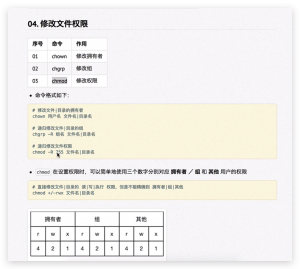 04. 修改文件权限
序号 命令 作用
01 chown 修改拥有者
02 chgrp 修改组
03 chmod 修改权限
命令格式如下:
# 修改文件|目录的拥有者
chown 用户名 文件名|目录名
# 递归修改文件|目录的组
chgrp -R 组名 文件名|目录名
# 递归修改文件权限
chmod -R 755 文件名|目录名
chmod 在设置权限时，可以简单地使用三个数字分别对应 拥有者 / 组 和 其他 用户的权限
# 直接修改文件|目录的 读|写|执行 权限，但是不能精确到 拥有者|组|其他
chmod +/-rwx 文件名|目录名
拥有者 组 其他
r w x r w x r w x
4 2 1 4 2 1 4 2 1